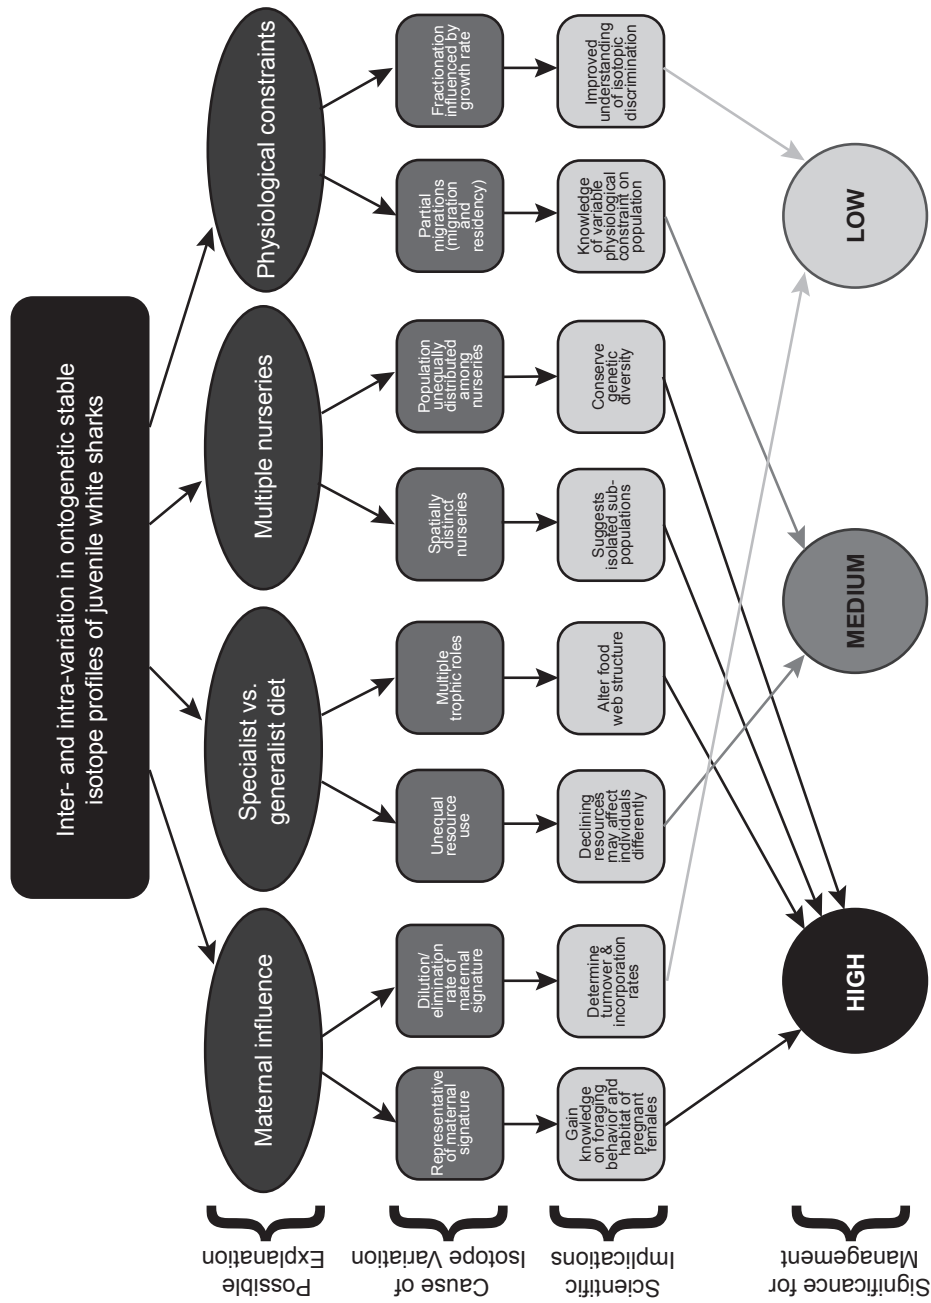 Inter- and intra-variation in ontogenetic stable
isotope profiles of juvenile white sharks
Possible
Explanation
Maternal influence
Specialist vs.
generalist diet
Multiple nurseries
Physiological constraints
Cause of
Isotope Variation
Representative
of maternal
signature
Dilution/
elimination
rate of
maternal
signature
Unequal
resource
use
Multiple
trophic roles
Spatially
distinct
nurseries
Population
unequally
distributed
among
nurseries
Partial
migrations
(migration
and
residency)
Fractionation
influenced by
growth rate
Scientific
Implications
Gain
knowledge
on foraging
behavior and
habitat of
pregnant
females
Determine
turnover &
incorporation
rates
Declining
resources
may affect
individuals
differently
Alter food
web structure
Suggests
isolated sub-
populations
Conserve
genetic
diversity
Knowledge
of variable
physiological
constraint on
population
Improved
understanding
of isotopic
discrimination
Significance for
Management
HIGH
MEDIUM
LOW